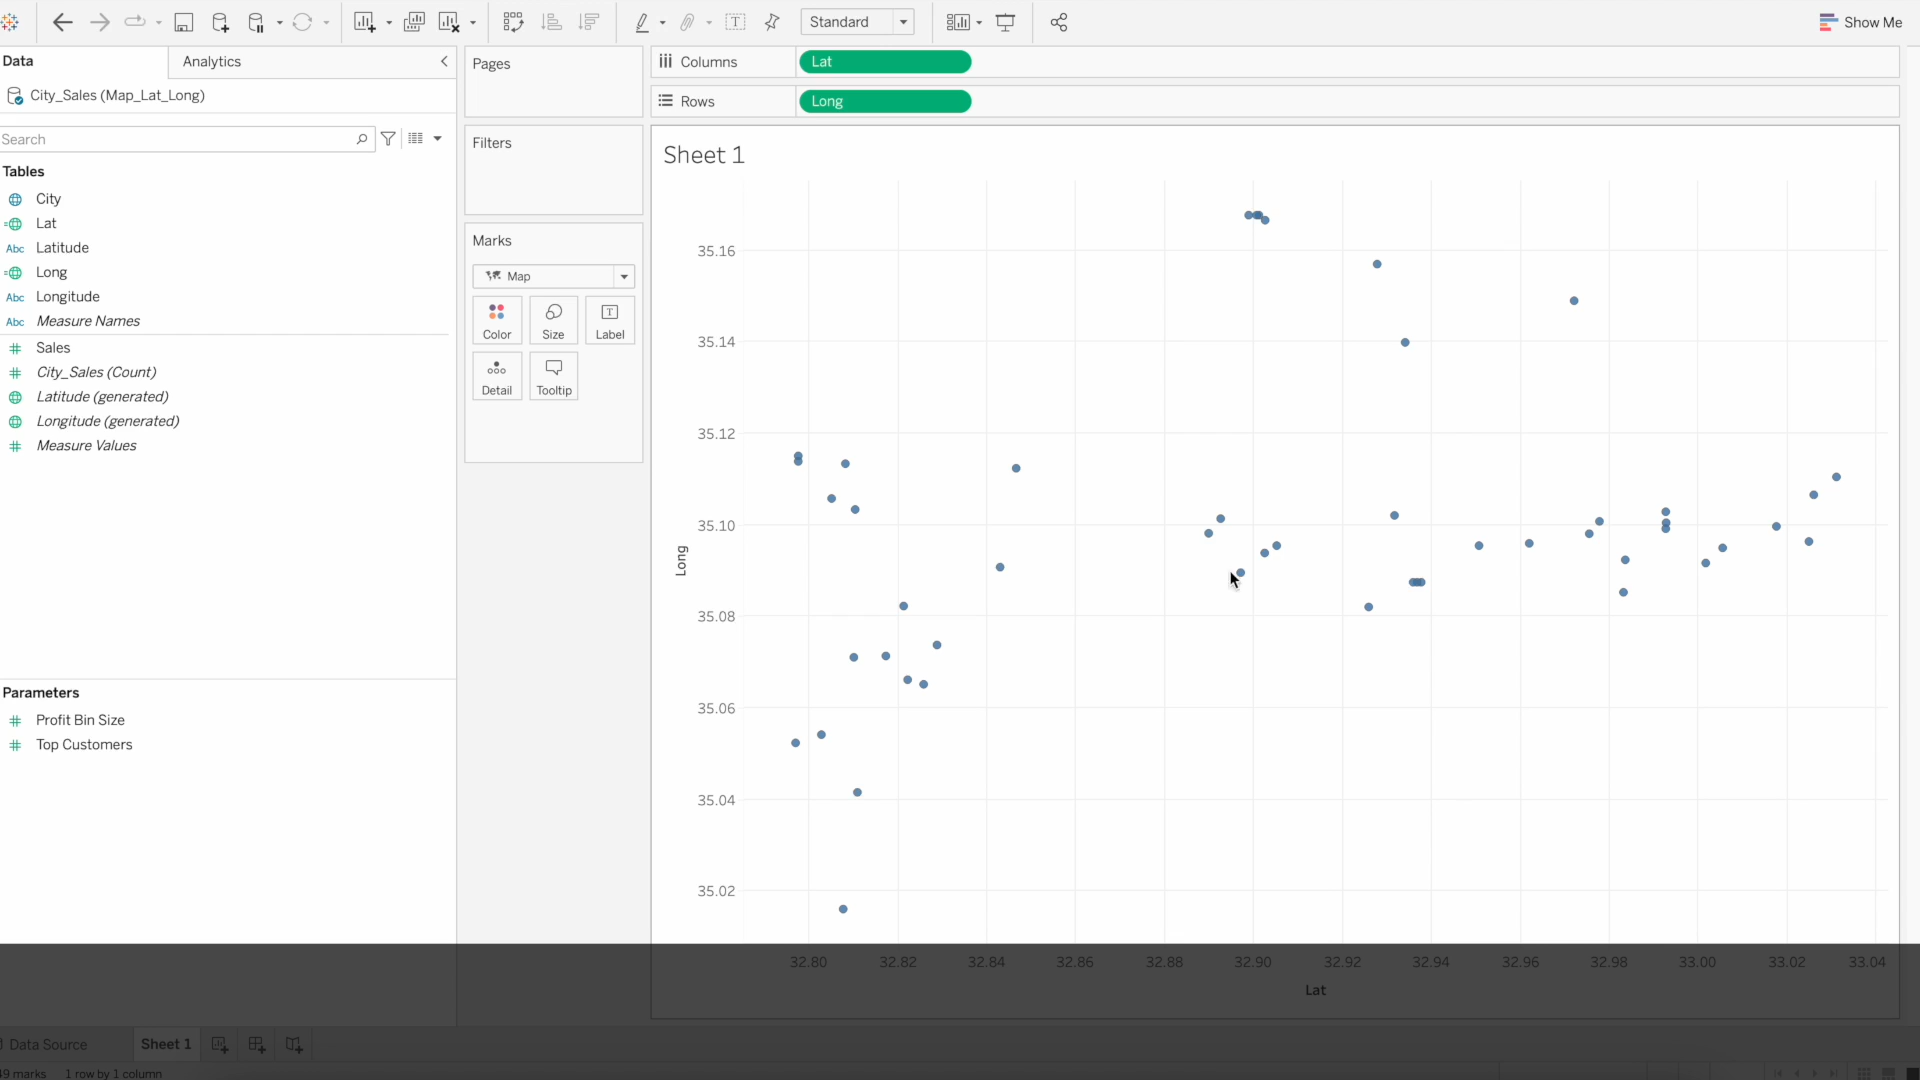 Standard
Show Me
Data
Analytics
City_Sales (Map_Lat_Long)
Search
Tables
City
Lat
Abc Latitude
Long
Abc Longitude
Abc Measure Names
Sales
City_Sales (Count)
Latitude (generated)
Longitude (generated)
Measure Values
Parameters
Profit Bin Size
Top Customers
Pages
Filters
Marks
Map
Color Size Label
Detail Tooltip
Columns Lat
Rows Long
Sheet 1
35.16
35.14
35.12
35.10
35.08
35.06
35.04
35.02
Long
32.80 32.82 32.84 32.86 32.88 32.90 32.92 32.94 32.96 32.98 33.00 33.02 33.04
Lat
Data Source Sheet 1
marks 1 row by 1 column